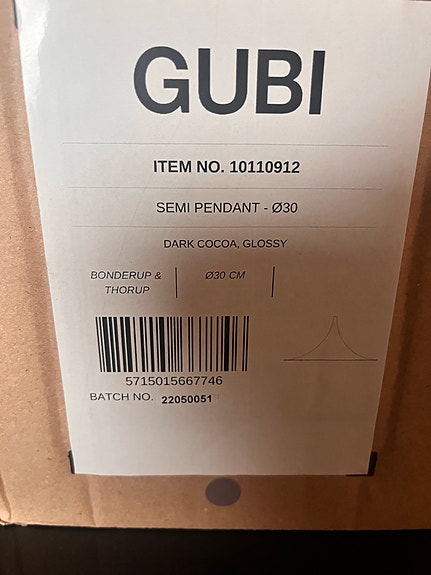 GUBI
ITEM NO. 10110912
SEMI PENDANT - Ø30
DARK COCOA, GLOSSY
BONDERUP &
THORUP
Ø30 CM
5715015667746
BATCH NO. 22050051